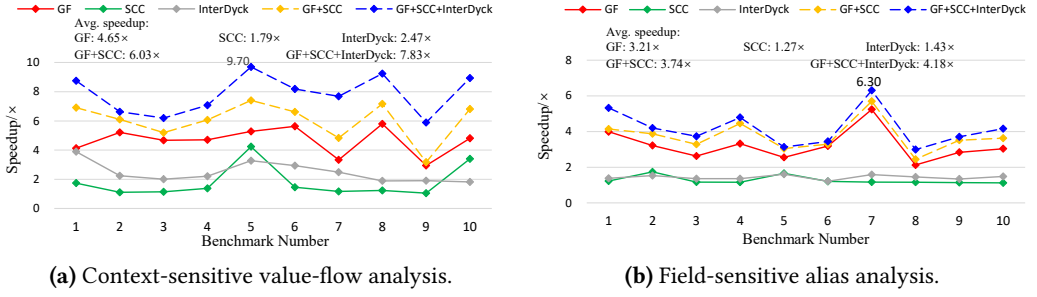 GF SCC InterDyck GF+SCC GF+SCC+InterDyck
Avg. speedup:
GF: 4.65× SCC: 1.79× InterDyck: 2.47×
GF+SCC: 6.03× GF+SCC+InterDyck: 7.83×
9.70
Speedup/×
10
8
6
4
2
0
1 2 3 4 5 6 7 8 9 10
Benchmark Number
(a) Context-sensitive value-flow analysis.
GF SCC InterDyck GF+SCC GF+SCC+InterDyck
Avg. speedup:
GF: 3.21× SCC: 1.27× InterDyck: 1.43×
GF+SCC: 3.74× GF+SCC+InterDyck: 4.18×
6.30
Speedup/×
8
6
4
2
0
1 2 3 4 5 6 7 8 9 10
Benchmark Number
(b) Field-sensitive alias analysis.